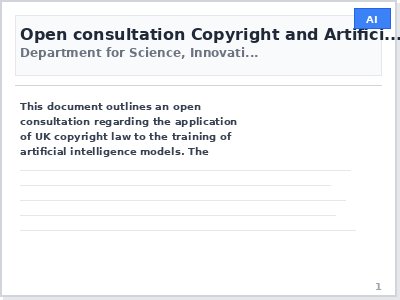 AI
Open consultation Copyright and Artifici...
Department for Science, Innovati...
This document outlines an open
consultation regarding the application
of UK copyright law to the training of
artificial intelligence models. The
1